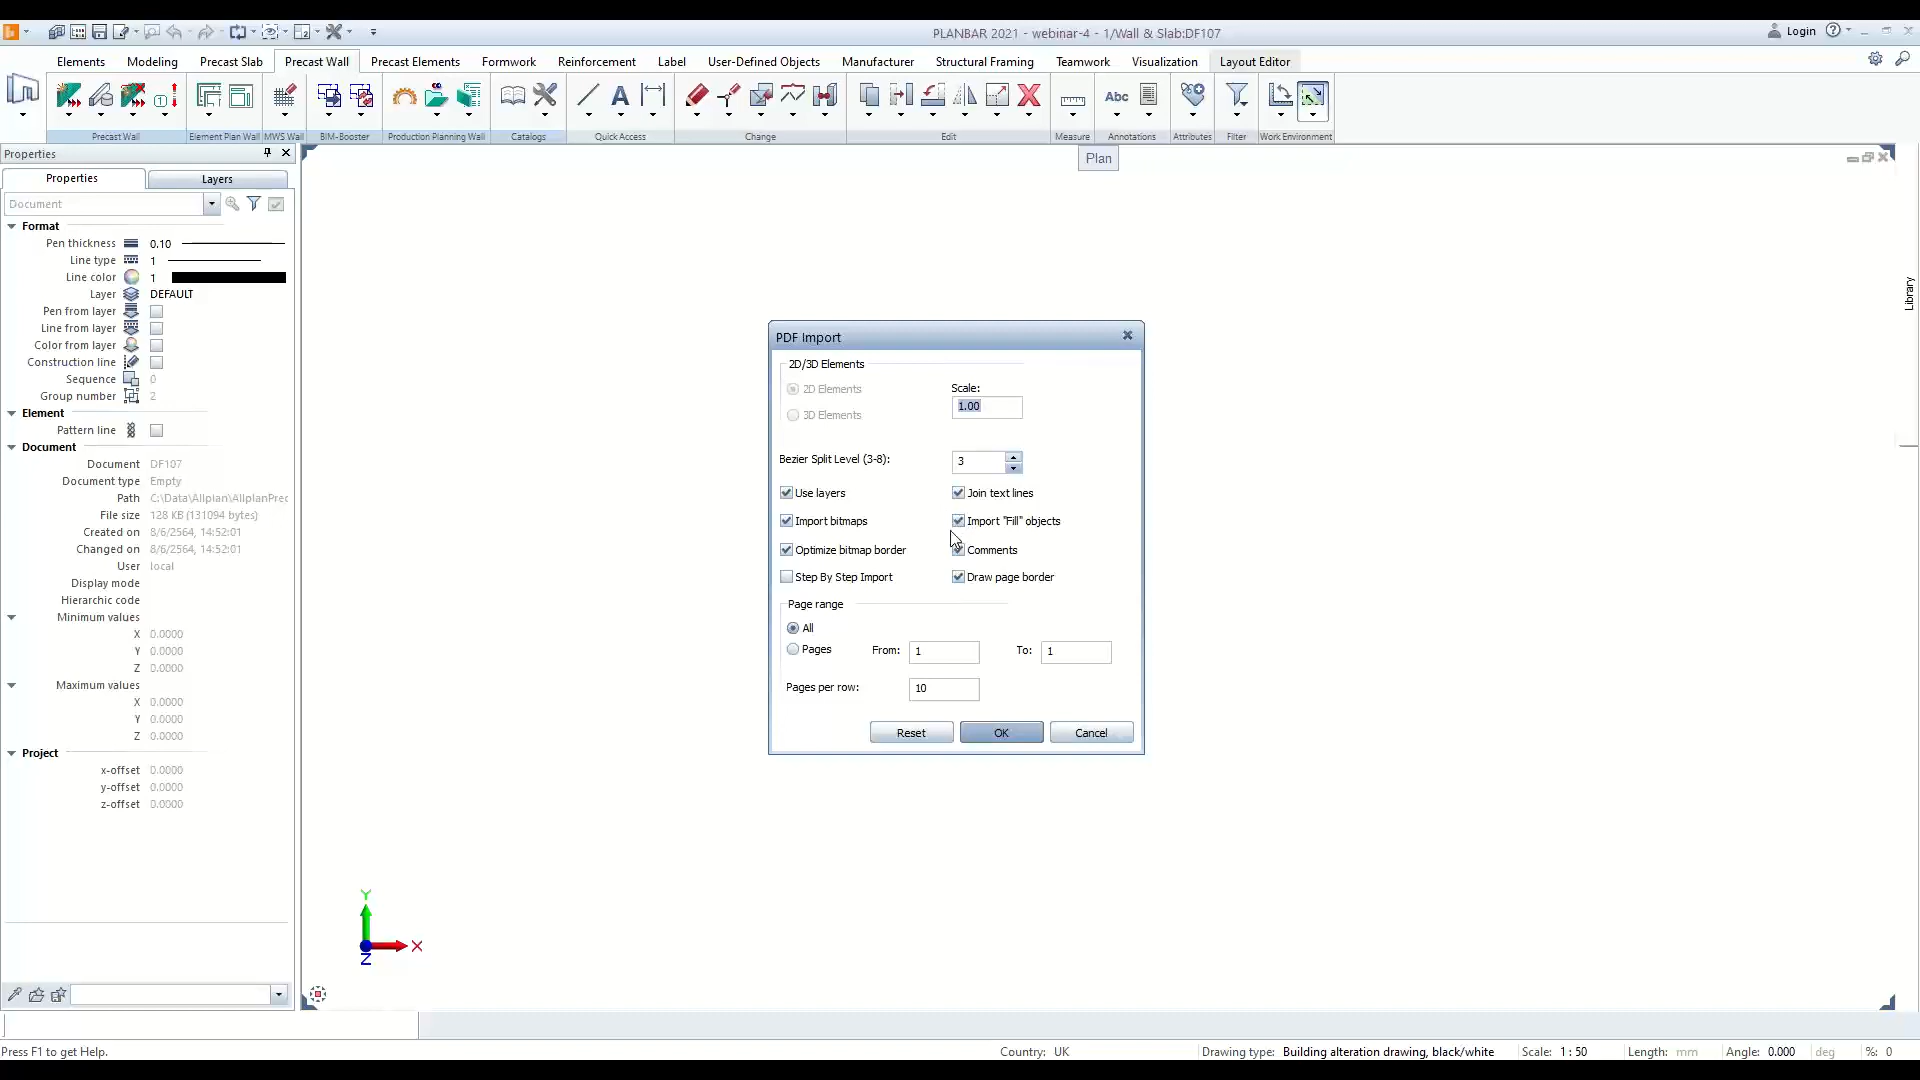 PLANBAR 2021 - webinar-4 - 1/Wall & Slab:DF107
Login
Elements
Modeling
Precast Slab
Precast Wall
Precast Elements
Formwork
Reinforcement
Label
User-Defined Objects
Manufacturer
Structural Framing
Teamwork
Visualization
Layout Editor
Abc
Precast Wall
Element Plan Wall
MWS Wall
BIM-Booster
Production Planning Wall
Catalogs
Quick Access
Change
Edit
Measure
Annotations
Attributes
Filter
Work Environment
Properties
Plan
Properties
Layers
Document
Format
Pen thickness 0.10
Line type 1
Line color 1
Layer DEFAULT
Pen from layer
Line from layer
Color from layer
Construction line
Sequence 0
Group number 2
Element
Pattern line
Document
Document DF107
Document type Empty
Path C:\Data\Allplan\AllplanPrec
File size 128 KB (131094 bytes)
Created on 8/6/2564, 14:52:01
Changed on 8/6/2564, 14:52:01
User local
Display mode
Hierarchic code
Minimum values
X 0.0000
Y 0.0000
Z 0.0000
Maximum values
X 0.0000
Y 0.0000
Z 0.0000
Project
x-offset 0.0000
y-offset 0.0000
z-offset 0.0000
Library
PDF Import
2D/3D Elements
2D Elements
Scale:
1.00
3D Elements
Bezier Split Level (3-8): 3
Use layers
Join text lines
Import bitmaps
Import "Fill" objects
Optimize bitmap border
Comments
Step By Step Import
Draw page border
Page range
All
Pages From: 1 To: 1
Pages per row: 10
Reset OK Cancel
Y
X
Z
Press F1 to get Help.
Country: UK
Drawing type: Building alteration drawing, black/white
Scale: 1 : 50
Length: mm
Angle: 0.000 deg
%: 0